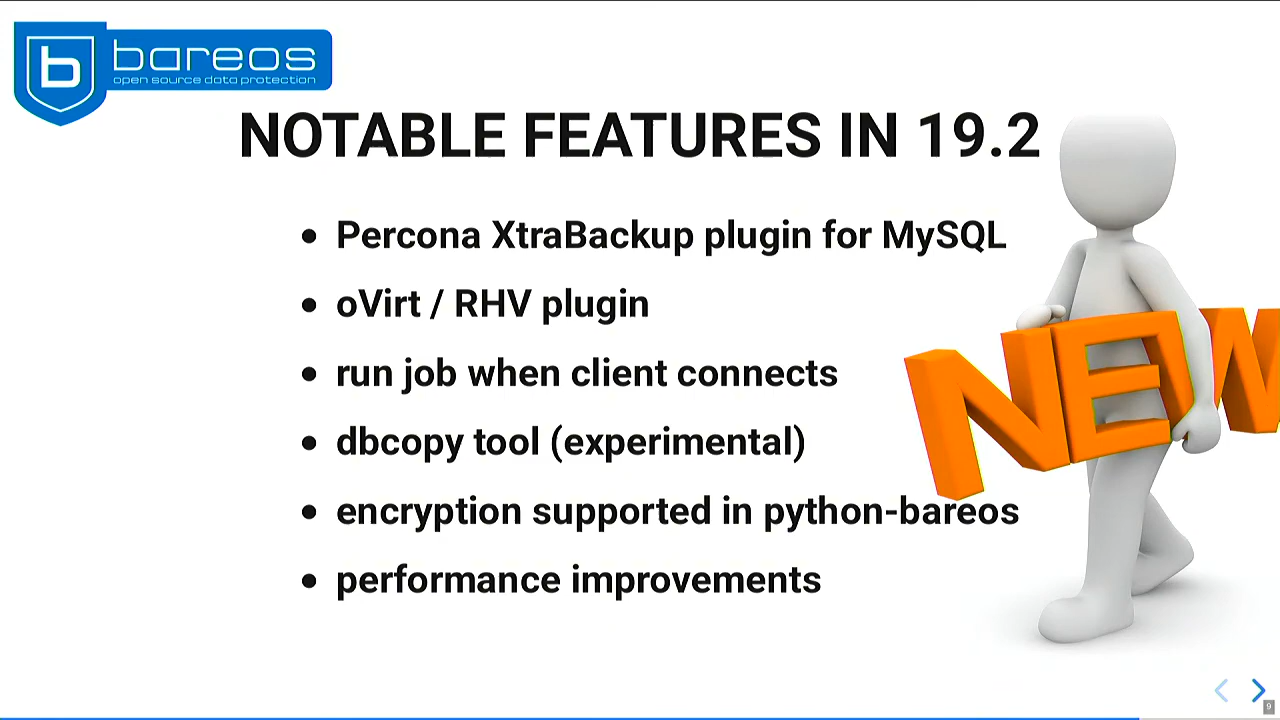 bareos
open source data protection
NOTABLE FEATURES IN 19.2
• Percona XtraBackup plugin for MySQL
• oVirt / RHV plugin
• run job when client connects
• dbcopy tool (experimental)
• encryption supported in python-bareos
• performance improvements
NEW
9